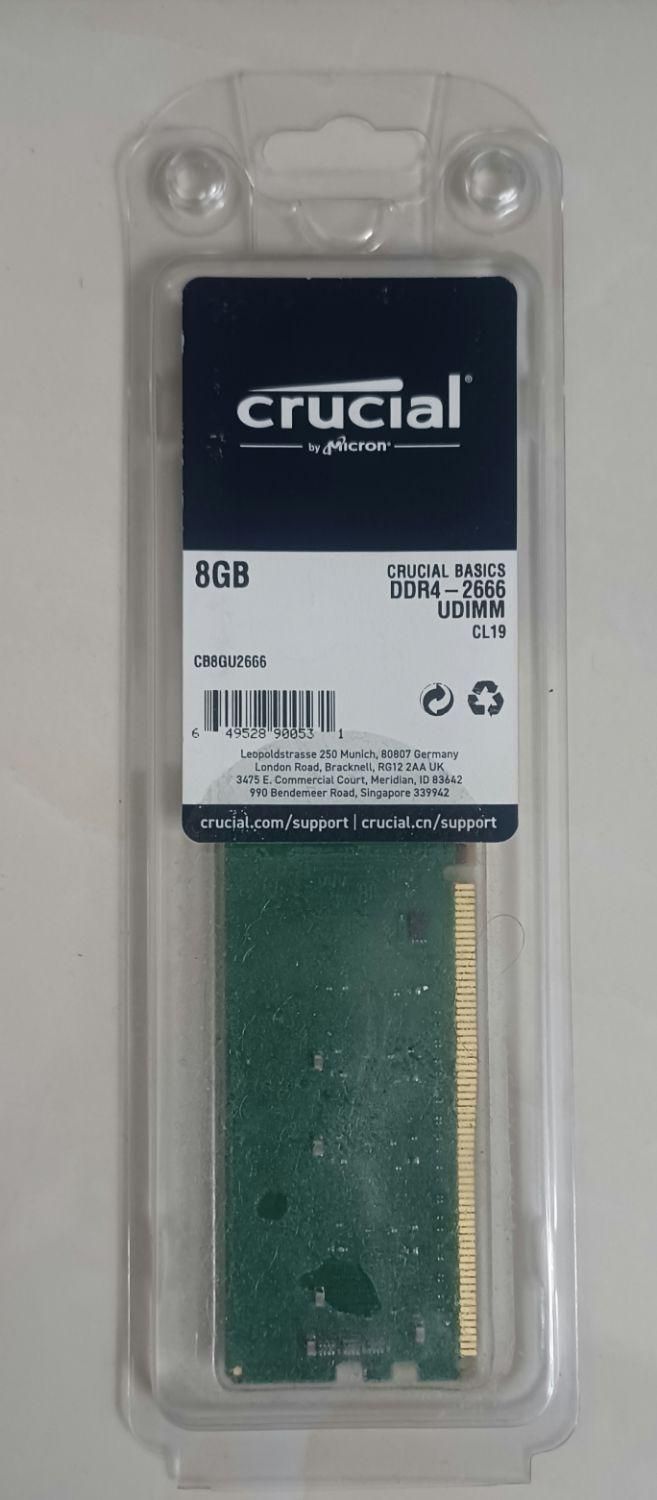 crucial®
by Micron®
8GB
CRUCIAL BASICS
DDR4-2666
UDIMM
CL19
CB8GU2666
6 49528 90053 1
Leopoldstrasse 250 Munich, 80807 Germany
London Road, Bracknell, RG12 2AA UK
3475 E. Commercial Court, Meridian, ID 83642
990 Bendemeer Road, Singapore 339942
crucial.com/support | crucial.cn/support